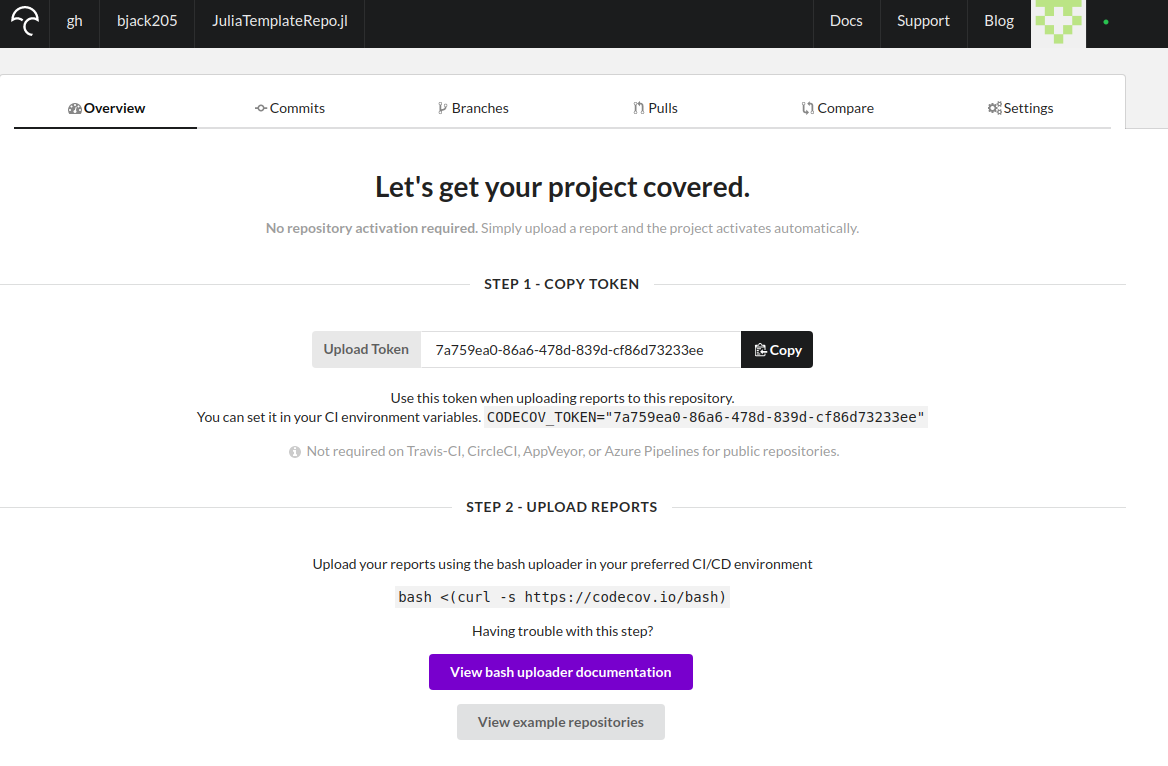 gh bjack205 JuliaTemplateRepo.jl Docs Support Blog
Overview Commits Branches Pulls Compare Settings
Let's get your project covered.
No repository activation required. Simply upload a report and the project activates automatically.
STEP 1 - COPY TOKEN
Upload Token 7a759ea0-86a6-478d-839d-cf86d73233ee Copy
Use this token when uploading reports to this repository.
You can set it in your CI environment variables. CODECOV_TOKEN="7a759ea0-86a6-478d-839d-cf86d73233ee"
Not required on Travis-CI, CircleCI, AppVeyor, or Azure Pipelines for public repositories.
STEP 2 - UPLOAD REPORTS
Upload your reports using the bash uploader in your preferred CI/CD environment
bash <(curl -s https://codecov.io/bash)
Having trouble with this step?
View bash uploader documentation
View example repositories